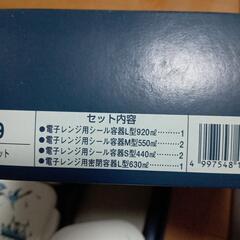 9
ット
セット内容
●電子レンジ用シール容器L型920㎖………1
●電子レンジ用シール容器M型550㎖………2
●電子レンジ用シール容器S型440㎖………2
●電子レンジ用密閉容器L型630㎖………1
4 997548 1